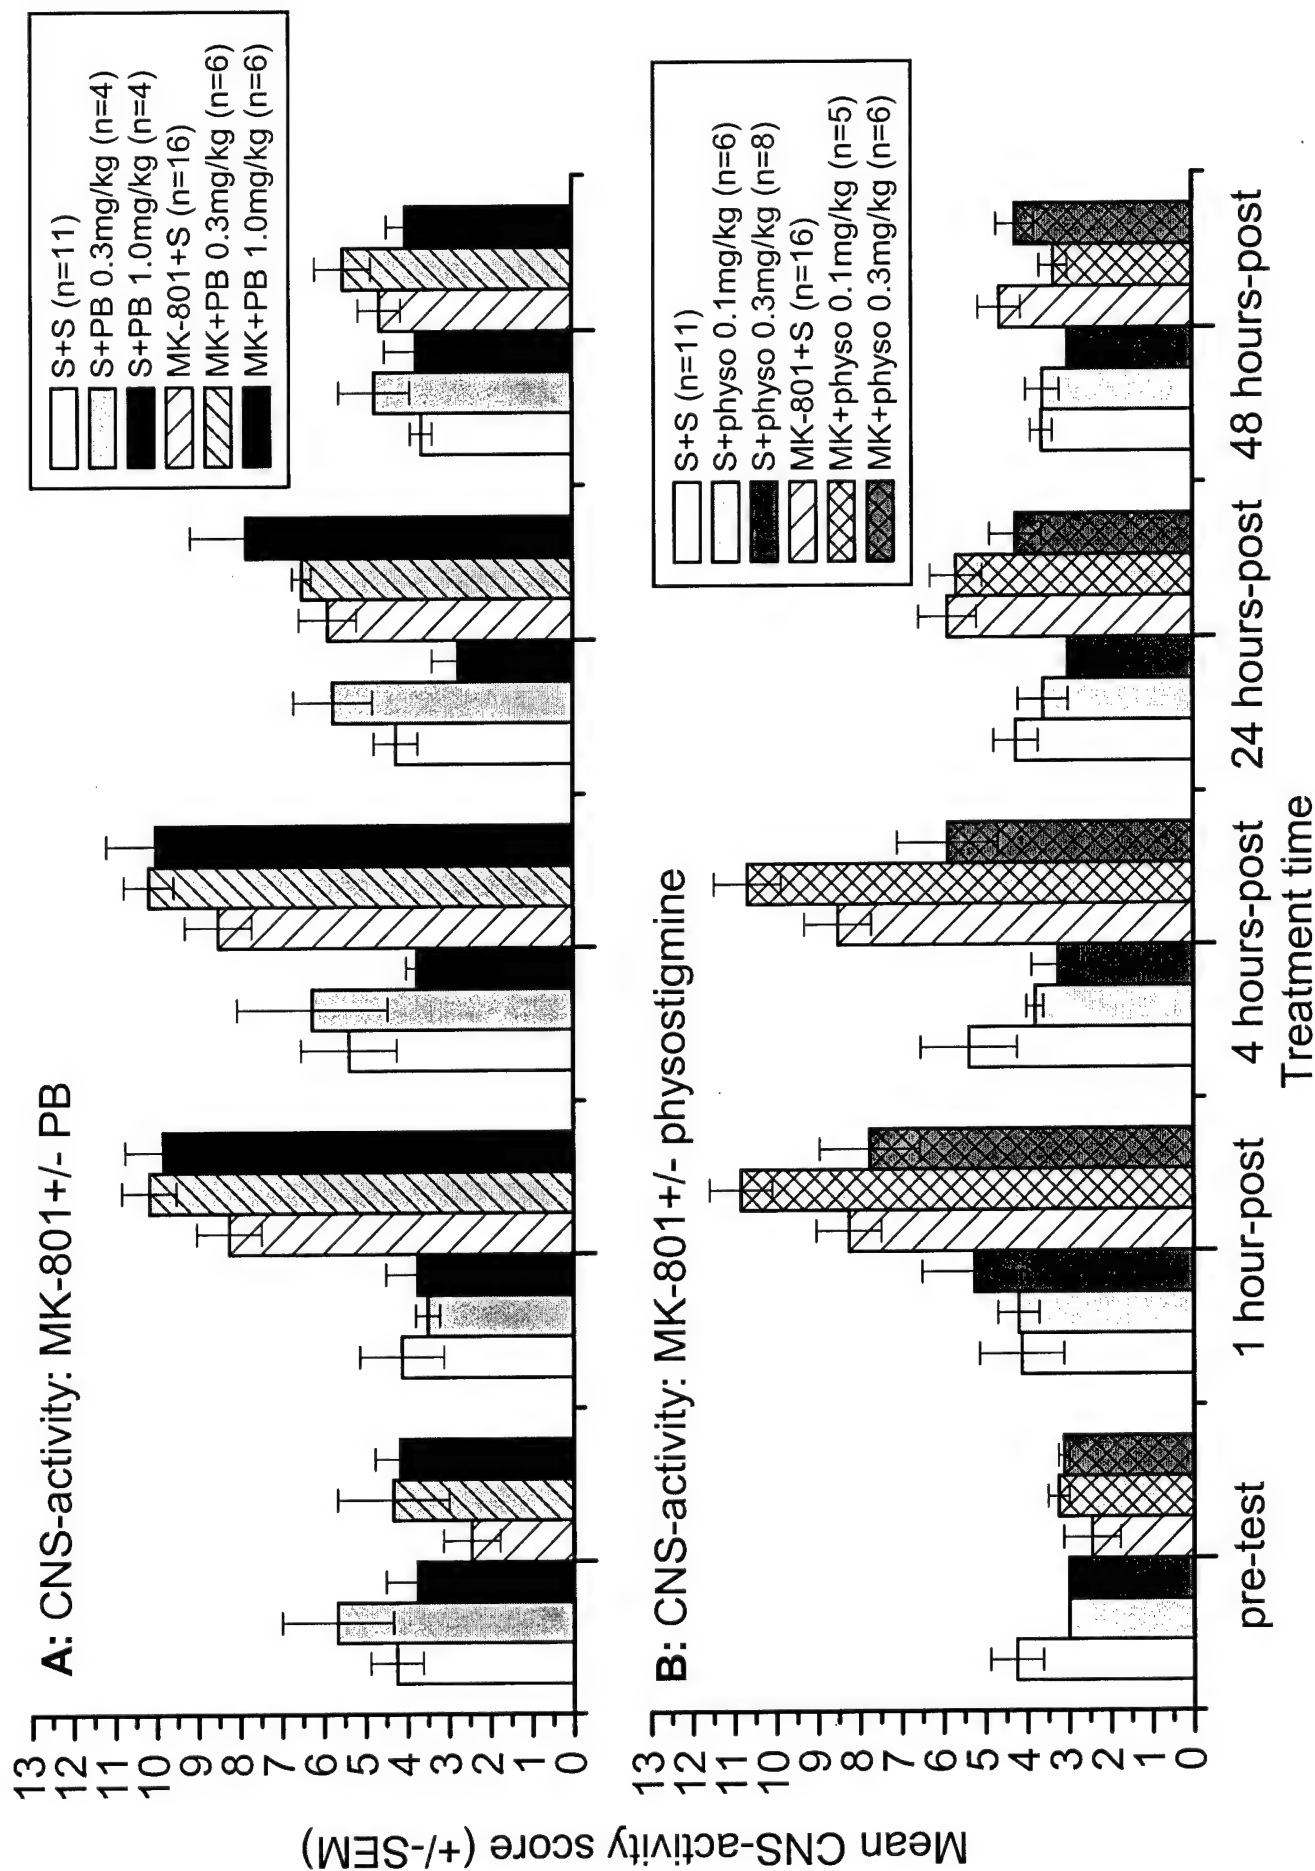 A: CNS-activity: MK-801+/- PB
S+S (n=11)
S+PB 0.3mg/kg (n=4)
S+PB 1.0mg/kg (n=4)
MK-801+S (n=16)
MK+PB 0.3mg/kg (n=6)
MK+PB 1.0mg/kg (n=6)
13
12
11
10
9
8
7
6
5
4
3
2
1
0
Mean CNS-activity score (+/-SEM)
B: CNS-activity: MK-801+/- physostigmine
S+S (n=11)
S+physo 0.1mg/kg (n=6)
S+physo 0.3mg/kg (n=8)
MK-801+S (n=16)
MK+physo 0.1mg/kg (n=5)
MK+physo 0.3mg/kg (n=6)
13
12
11
10
9
8
7
6
5
4
3
2
1
0
pre-test
1 hour-post
4 hours-post
24 hours-post
48 hours-post
Treatment time